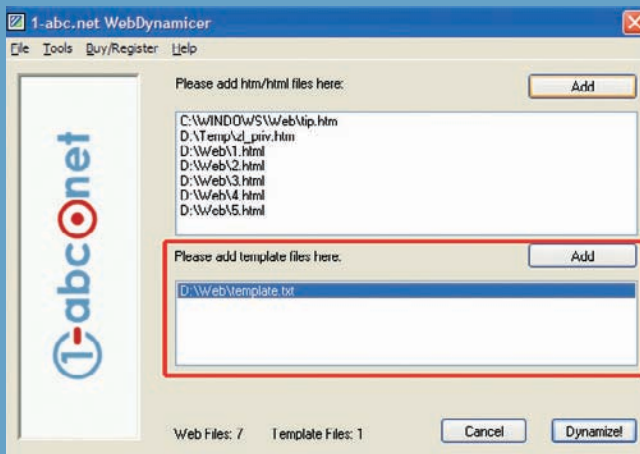 1-abc.net WebDynamicer
File Tools Buy/Register Help
1-abc.net
Please add htm/html files here:
Add
C:\WINDOWS\Web\tip.htm
D:\Temp\zl_priv.htm
D:\Web\1.html
D:\Web\2.html
D:\Web\3.html
D:\Web\4.html
D:\Web\5.html
Please add template files here:
Add
D:\Web\template.txt
Web Files: 7 Template Files: 1
Cancel
Dynamize!